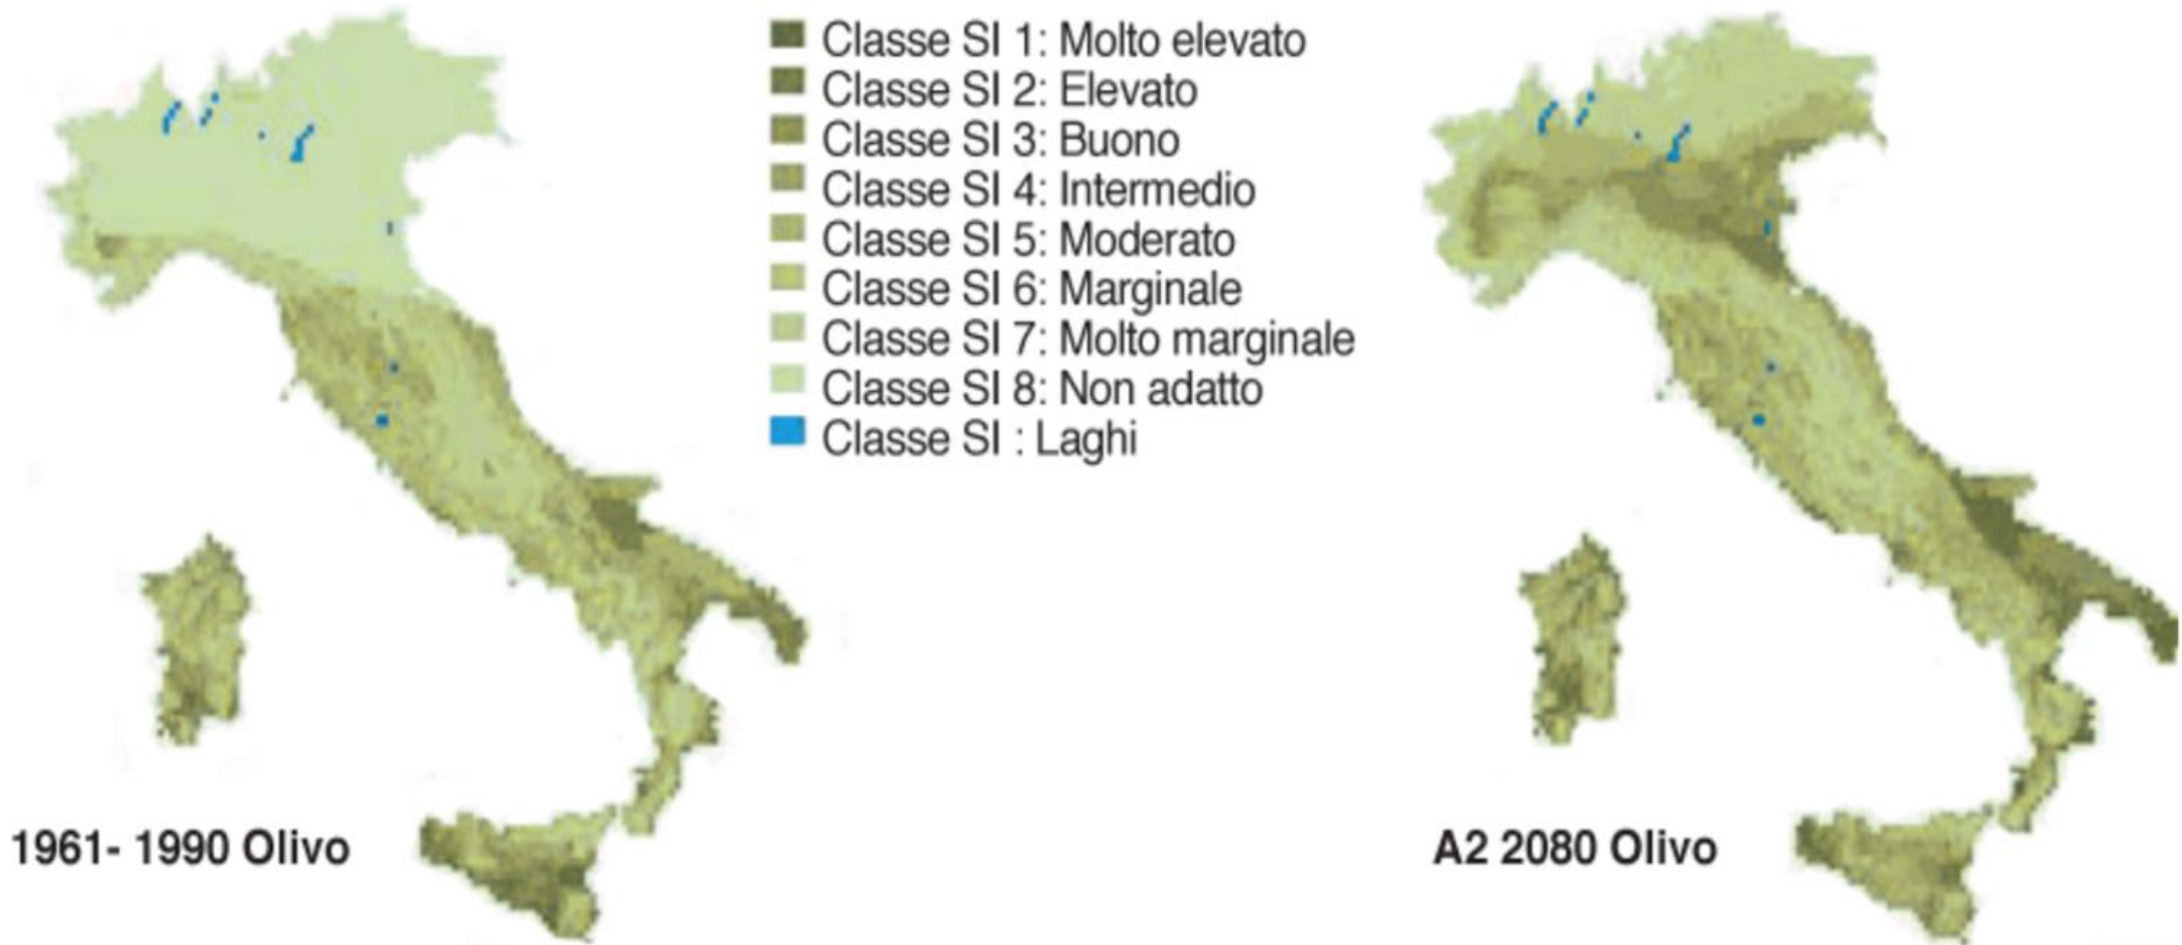 Classe SI 1: Molto elevato
Classe SI 2: Elevato
Classe SI 3: Buono
Classe SI 4: Intermedio
Classe SI 5: Moderato
Classe SI 6: Marginale
Classe SI 7: Molto marginale
Classe SI 8: Non adatto
Classe SI : Laghi
1961- 1990 Olivo
A2 2080 Olivo